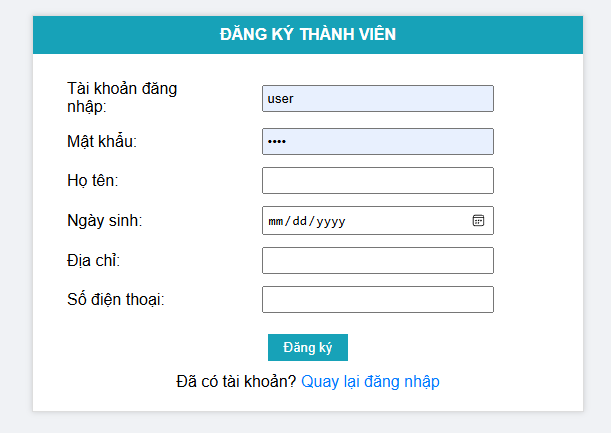 ĐĂNG KÝ THÀNH VIÊN
Tài khoản đăng
nhập:
user
Mật khẩu:
••••
Họ tên:
Ngày sinh:
mm/dd/yyyy
Địa chỉ:
Số điện thoại:
Đăng ký
Đã có tài khoản? Quay lại đăng nhập